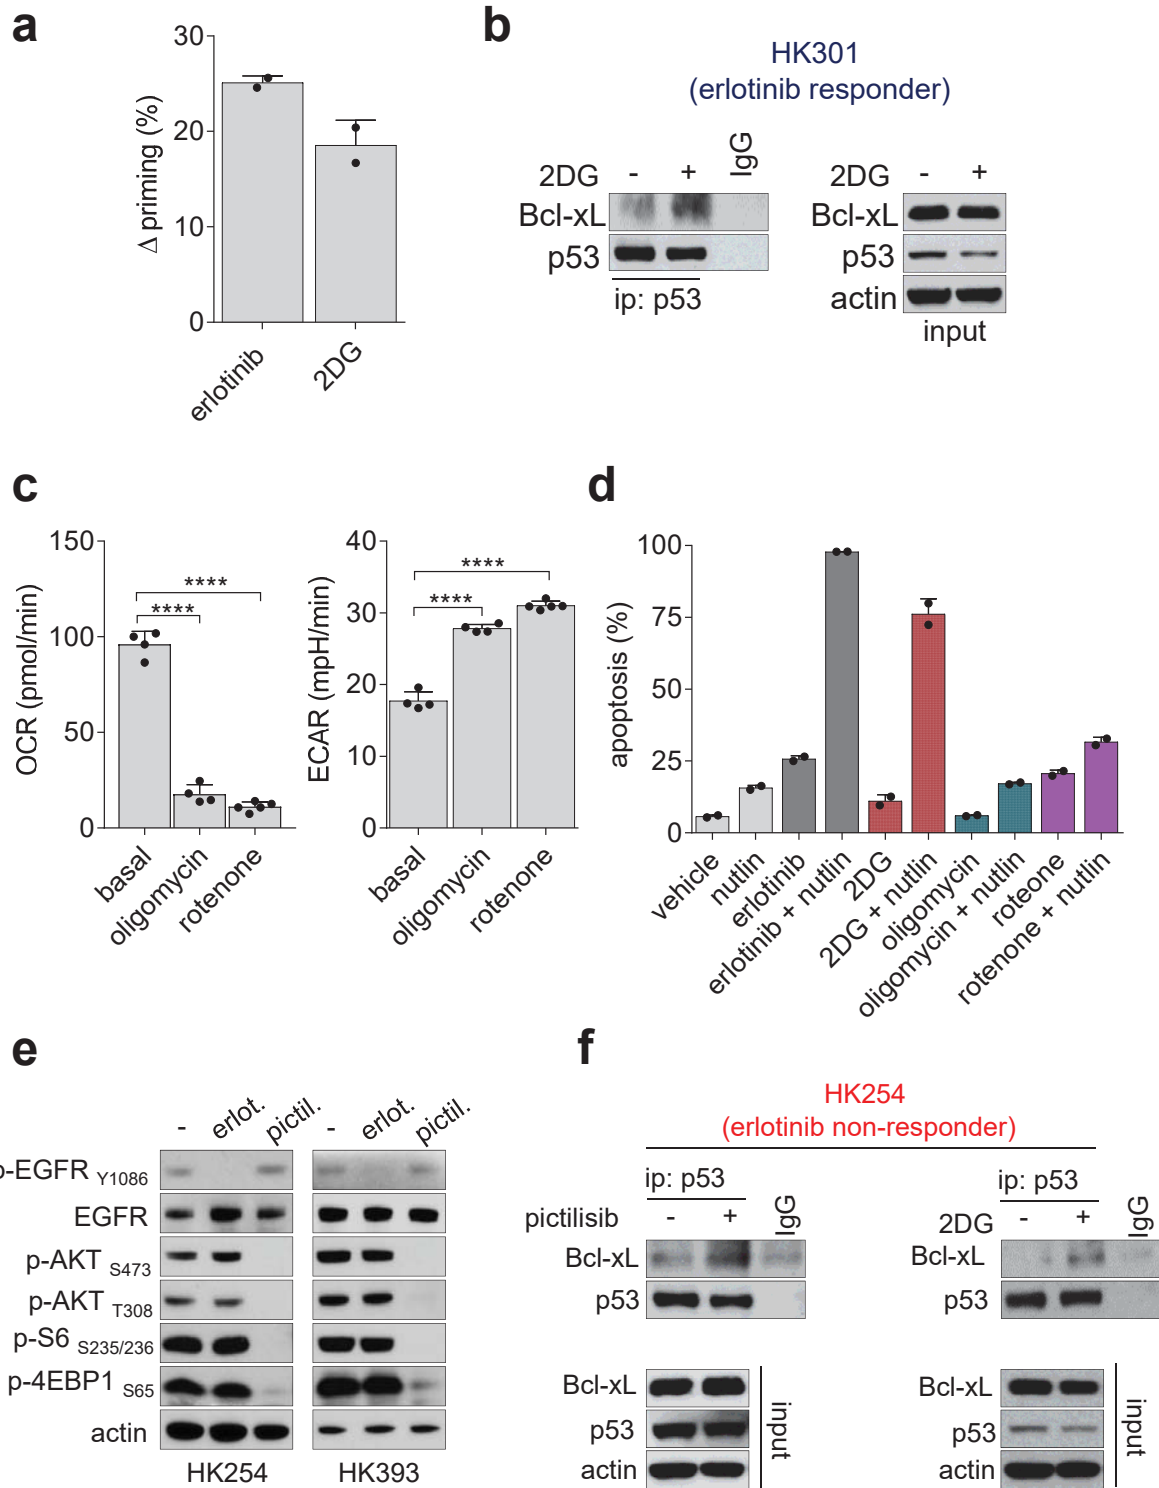 a
30
20
10
0
Δ priming (%)
erlotinib
2DG
b
HK301
(erlotinib responder)
2DG - + IgG
Bcl-xL
p53
ip: p53
2DG - +
Bcl-xL
p53
actin
input
c
150
100
50
0
OCR (pmol/min)
****
****
basal
oligomycin
rotenone
40
30
20
10
0
ECAR (mpH/min)
****
****
basal
oligomycin
rotenone
d
100
75
50
25
0
apoptosis (%)
vehicle
nutlin
erlotinib
erlotinib + nutlin
2DG
2DG + nutlin
oligomycin
oligomycin + nutlin
roteone
rotenone + nutlin
e
- erlot. pictil. - erlot. pictil.
p-EGFR Y1086
EGFR
p-AKT S473
p-AKT T308
p-S6 S235/236
p-4EBP1 S65
actin
HK254 HK393
f
HK254
(erlotinib non-responder)
ip: p53
pictilisib - + IgG
Bcl-xL
p53
Bcl-xL
p53
actin
input
ip: p53
2DG - + IgG
Bcl-xL
p53
Bcl-xL
p53
actin
input